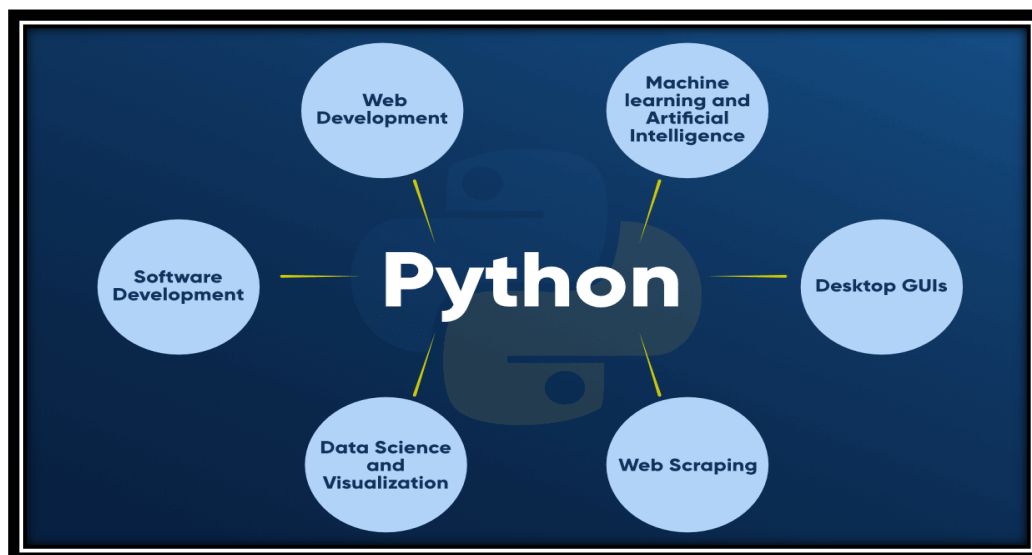 Web
Development
Machine
learning and
Artificial
Intelligence
Software
Development
Python
Desktop GUIs
Data Science
and
Visualization
Web Scraping